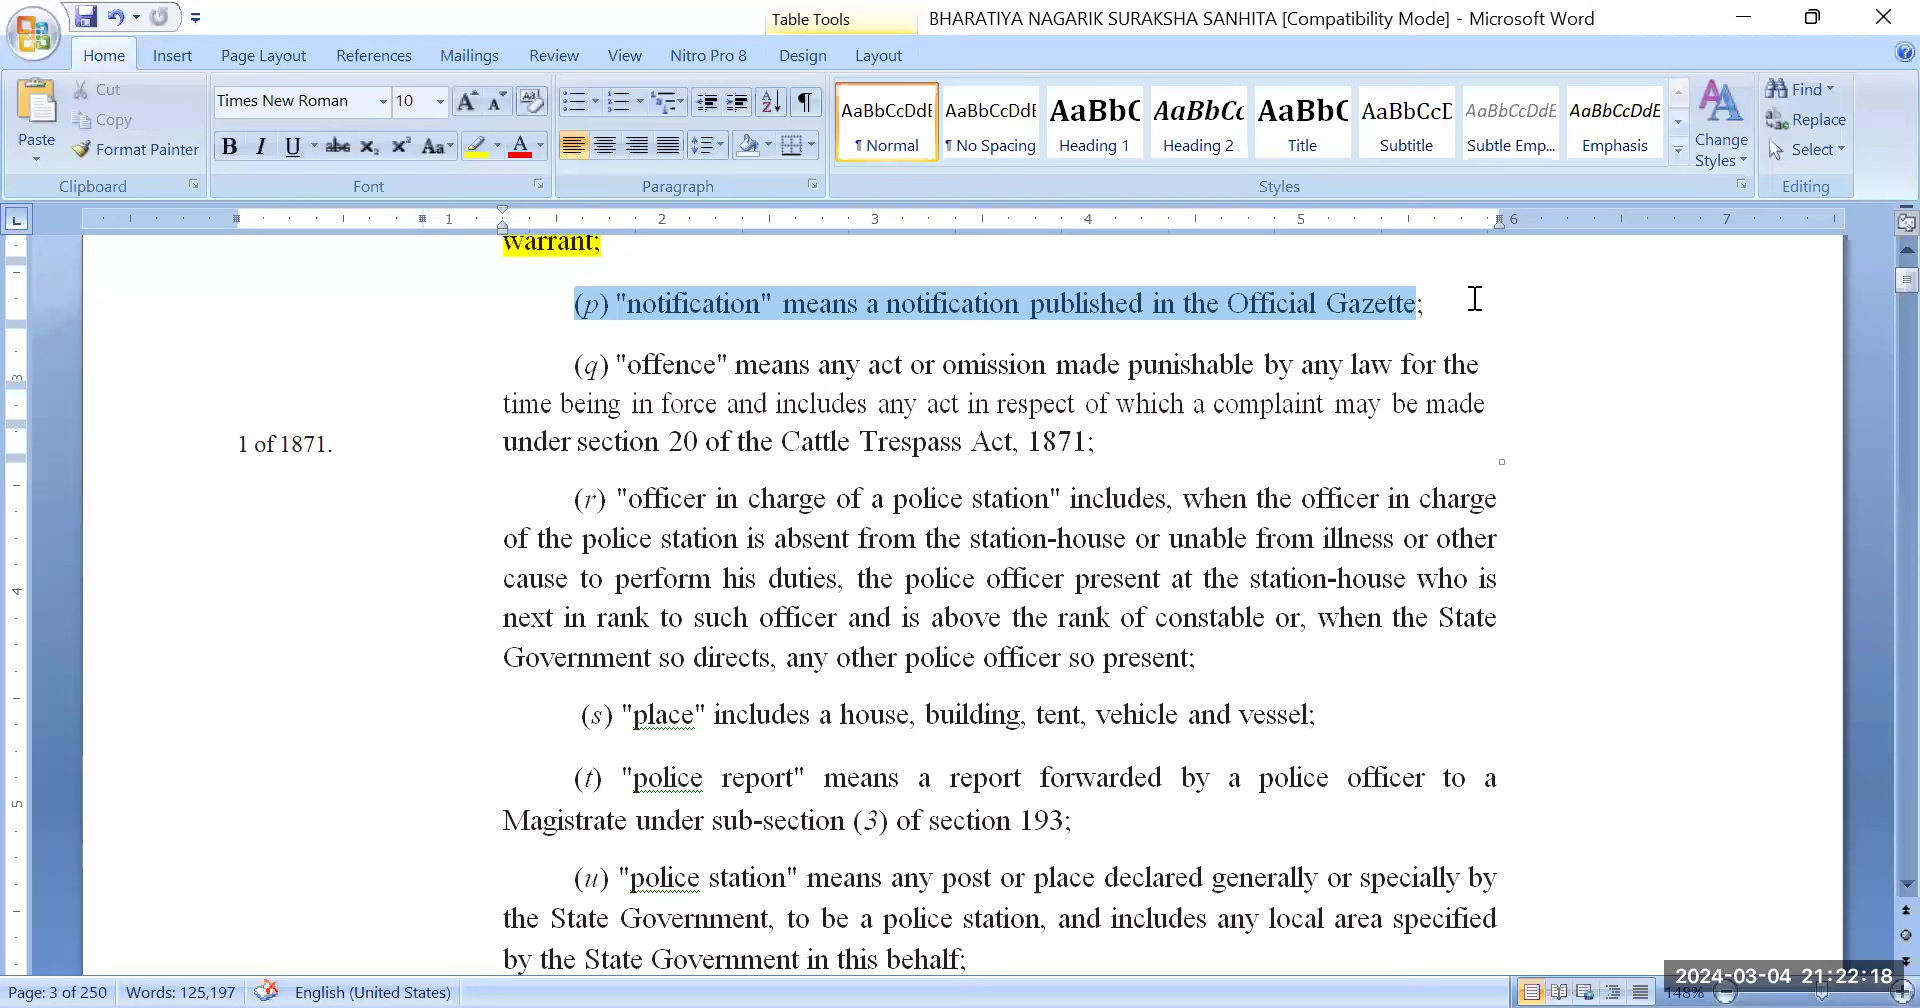 Table Tools
BHARATIYA NAGARIK SURAKSHA SANHITA [Compatibility Mode] - Microsoft Word
Home Insert Page Layout References Mailings Review View Nitro Pro 8 Design Layout
Paste
Cut
Copy
Format Painter
Clipboard
Times New Roman 10
Font
Paragraph
AaBbCcDdE AaBbCcDdE AaBbC AaBbCc AaBbC AaBbCcD AaBbCcDdE AaBbCcDdE
¶ Normal ¶ No Spacing Heading 1 Heading 2 Title Subtitle Subtle Emp... Emphasis
Change
Styles
Styles
Find
Replace
Select
Editing
1 2 3 4 5 6 7
warrant;
(p) "notification" means a notification published in the Official Gazette;
(q) "offence" means any act or omission made punishable by any law for the
time being in force and includes any act in respect of which a complaint may be made
1 of 1871.
under section 20 of the Cattle Trespass Act, 1871;
(r) "officer in charge of a police station" includes, when the officer in charge
of the police station is absent from the station-house or unable from illness or other
cause to perform his duties, the police officer present at the station-house who is
next in rank to such officer and is above the rank of constable or, when the State
Government so directs, any other police officer so present;
(s) "place" includes a house, building, tent, vehicle and vessel;
(t) "police report" means a report forwarded by a police officer to a
Magistrate under sub-section (3) of section 193;
(u) "police station" means any post or place declared generally or specially by
the State Government, to be a police station, and includes any local area specified
by the State Government in this behalf;
3
4
5
2024-03-04 21:22:18
Page: 3 of 250 Words: 125,197 English (United States) 148%